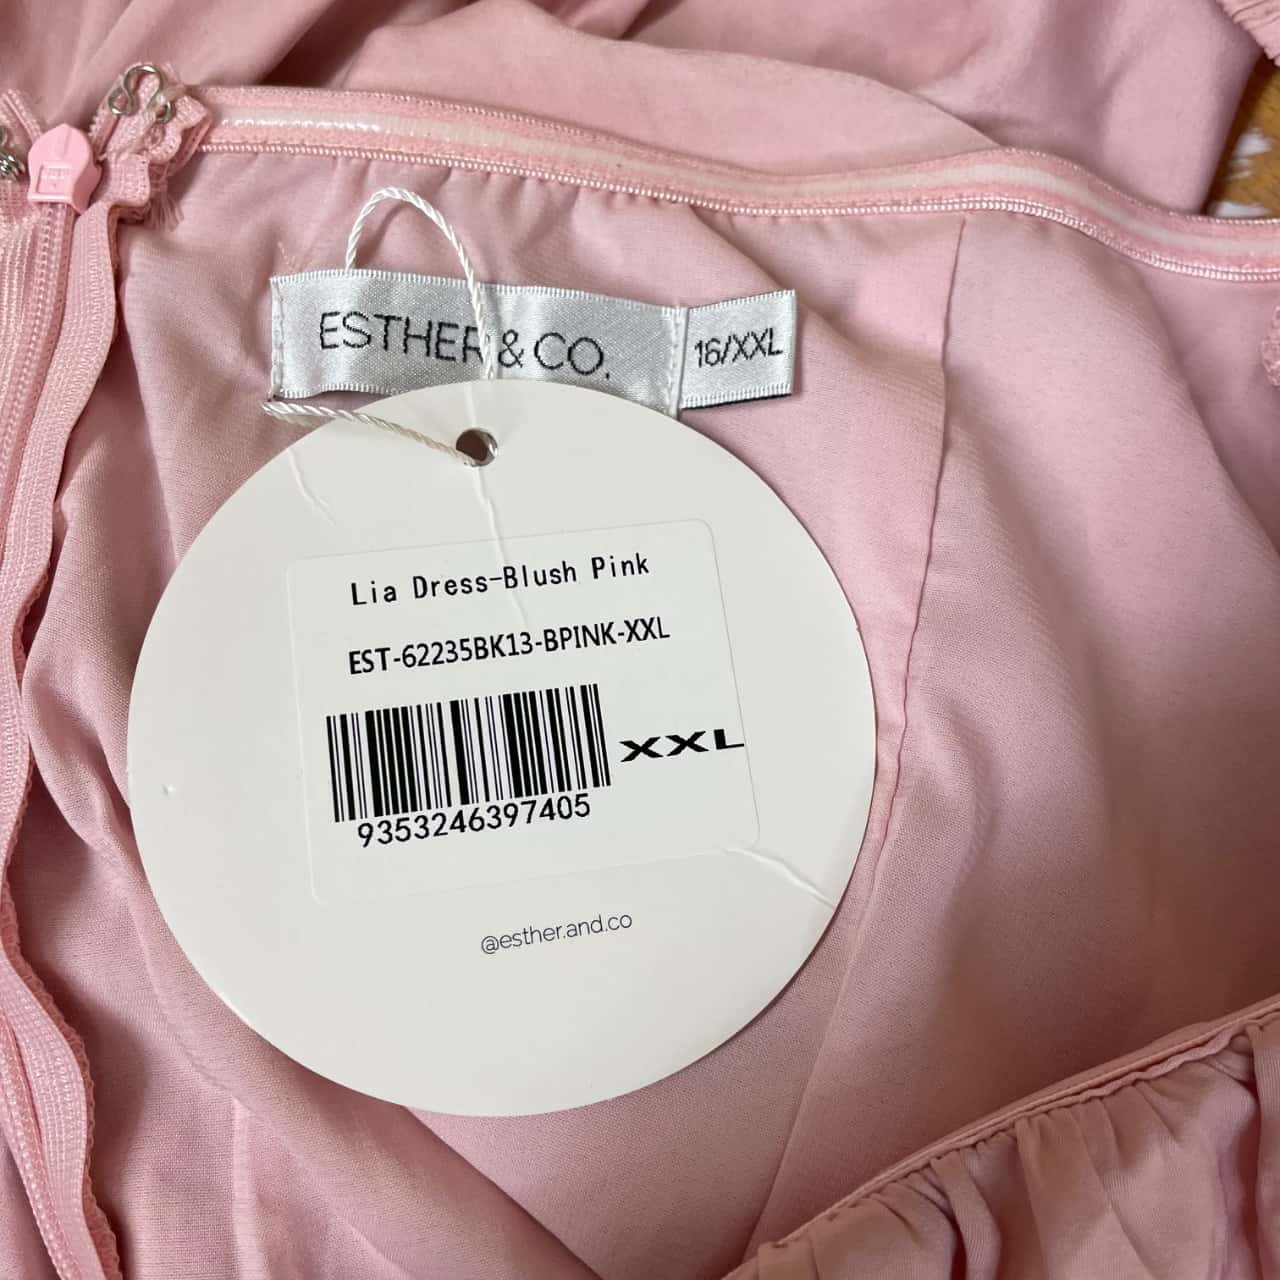 ESTHER & CO.
16/XXL
Lia Dress-Blush Pink
EST-62235BK13-BPINK-XXL
XXL
9353246397405
@esther.and.co